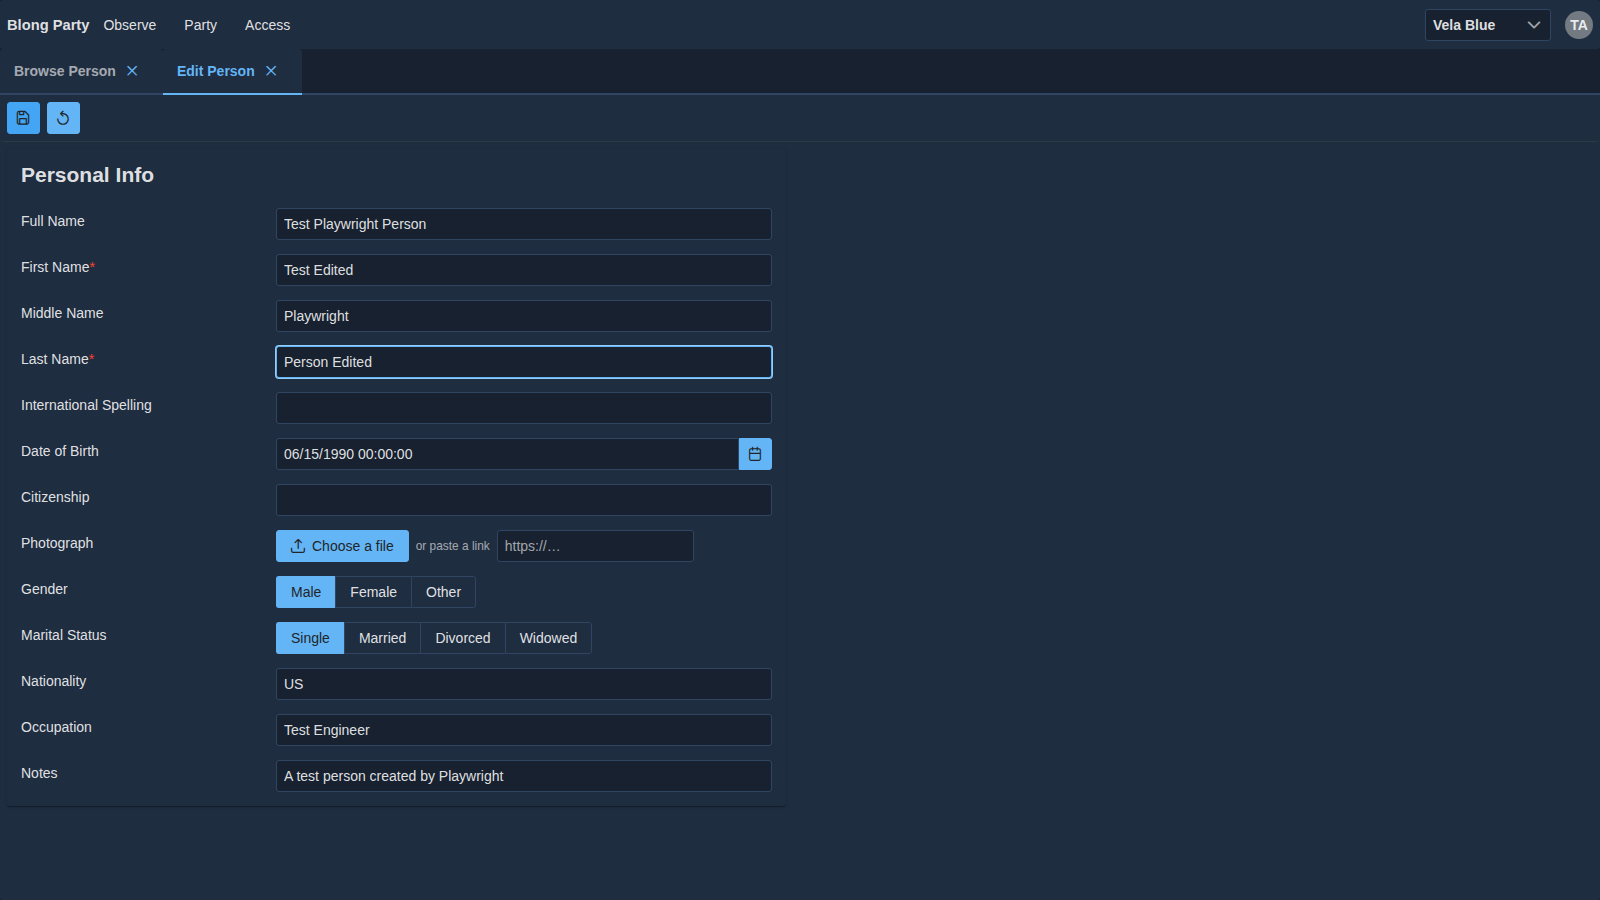 Blong Party Observe Party Access Vela Blue TA
Browse Person Edit Person
Personal Info
Full Name Test Playwright Person
First Name* Test Edited
Middle Name Playwright
Last Name* Person Edited
International Spelling
Date of Birth 06/15/1990 00:00:00
Citizenship
Photograph Choose a file or paste a link https://…
Gender Male Female Other
Marital Status Single Married Divorced Widowed
Nationality US
Occupation Test Engineer
Notes A test person created by Playwright